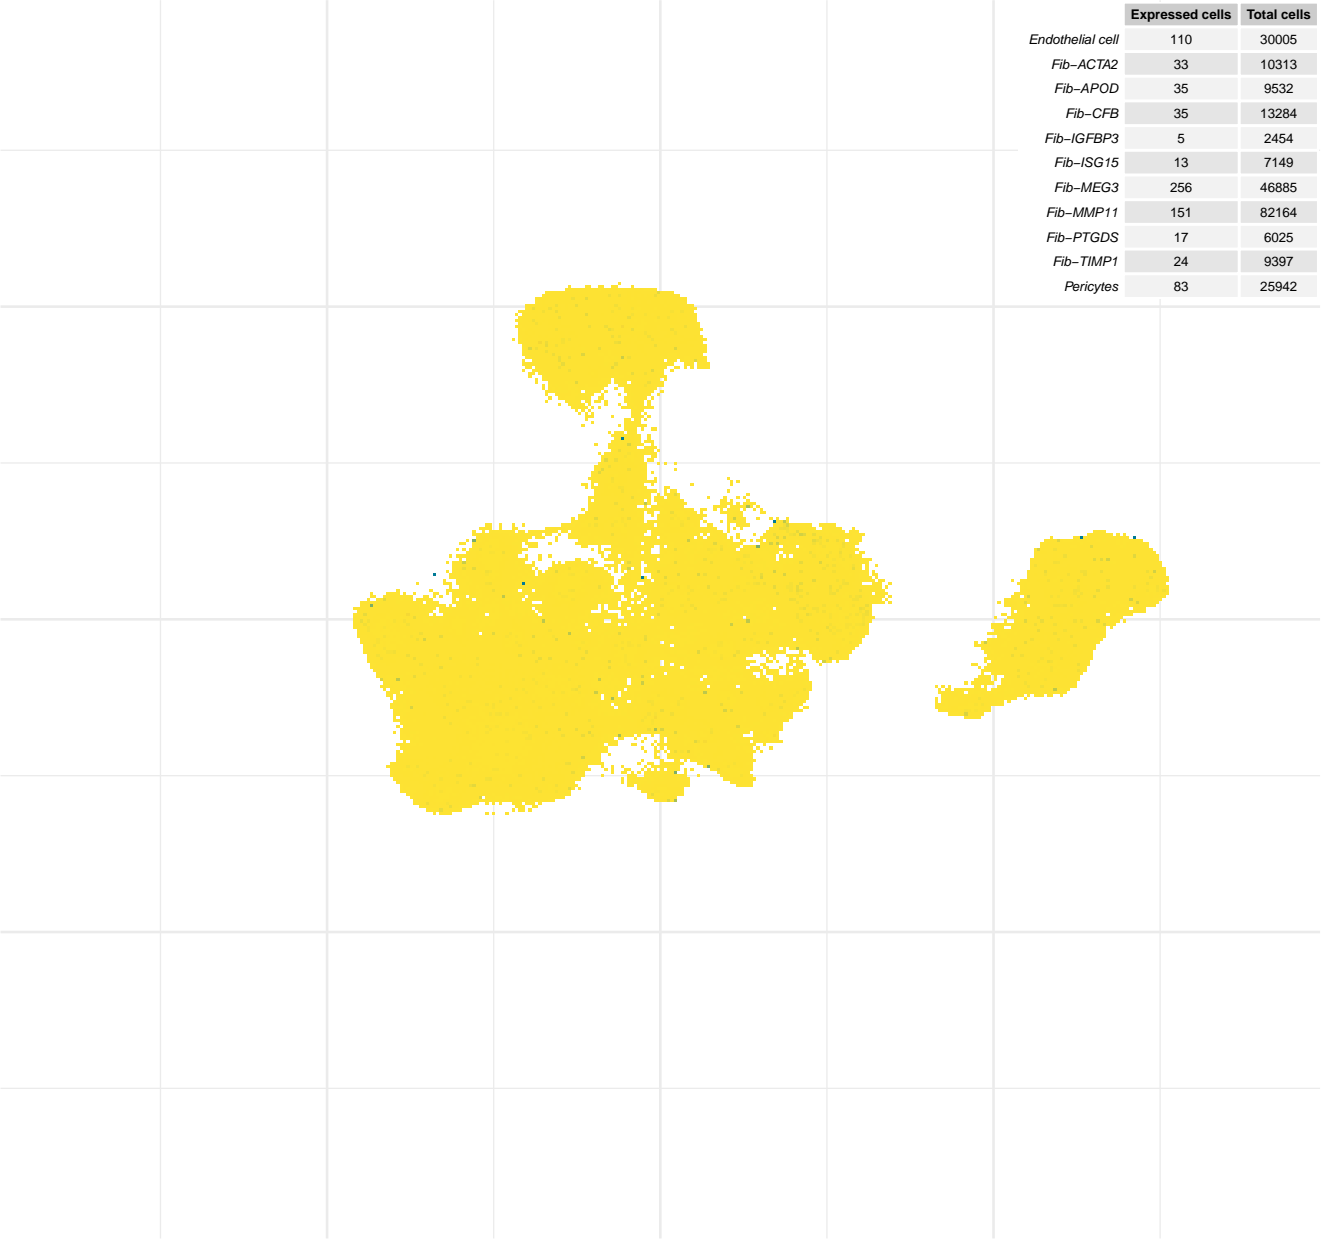 Expressed cells Total cells
Endothelial cell 110 30005
Fib−ACTA2 33 10313
Fib−APOD 35 9532
Fib−CFB 35 13284
Fib−IGFBP3 5 2454
Fib−ISG15 13 7149
Fib−MEG3 256 46885
Fib−MMP11 151 82164
Fib−PTGDS 17 6025
Fib−TIMP1 24 9397
Pericytes 83 25942